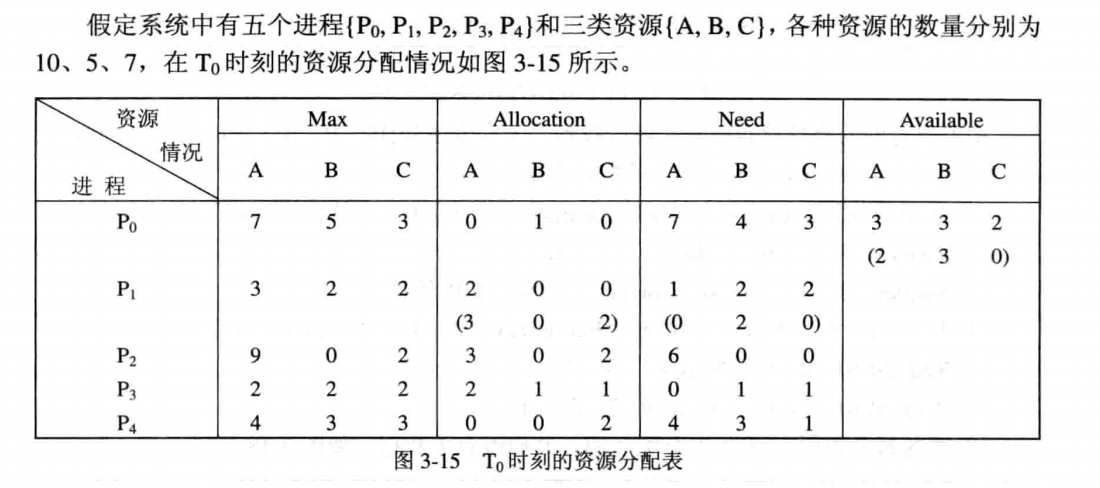 假定系统中有五个进程{P₀, P₁, P₂, P₃, P₄}和三类资源{A, B, C}，各种资源的数量分别为
10、5、7，在 T₀ 时刻的资源分配情况如图 3-15 所示。
资源 情况 进 程 Max Allocation Need Available
A B C A B C A B C A B C
P₀ 7 5 3 0 1 0 7 4 3 3 3 2
(2 3 0)
P₁ 3 2 2 2 0 0 1 2 2
(3 0 2) (0 2 0)
P₂ 9 0 2 3 0 2 6 0 0
P₃ 2 2 2 2 1 1 0 1 1
P₄ 4 3 3 0 0 2 4 3 1
图 3-15 T₀ 时刻的资源分配表